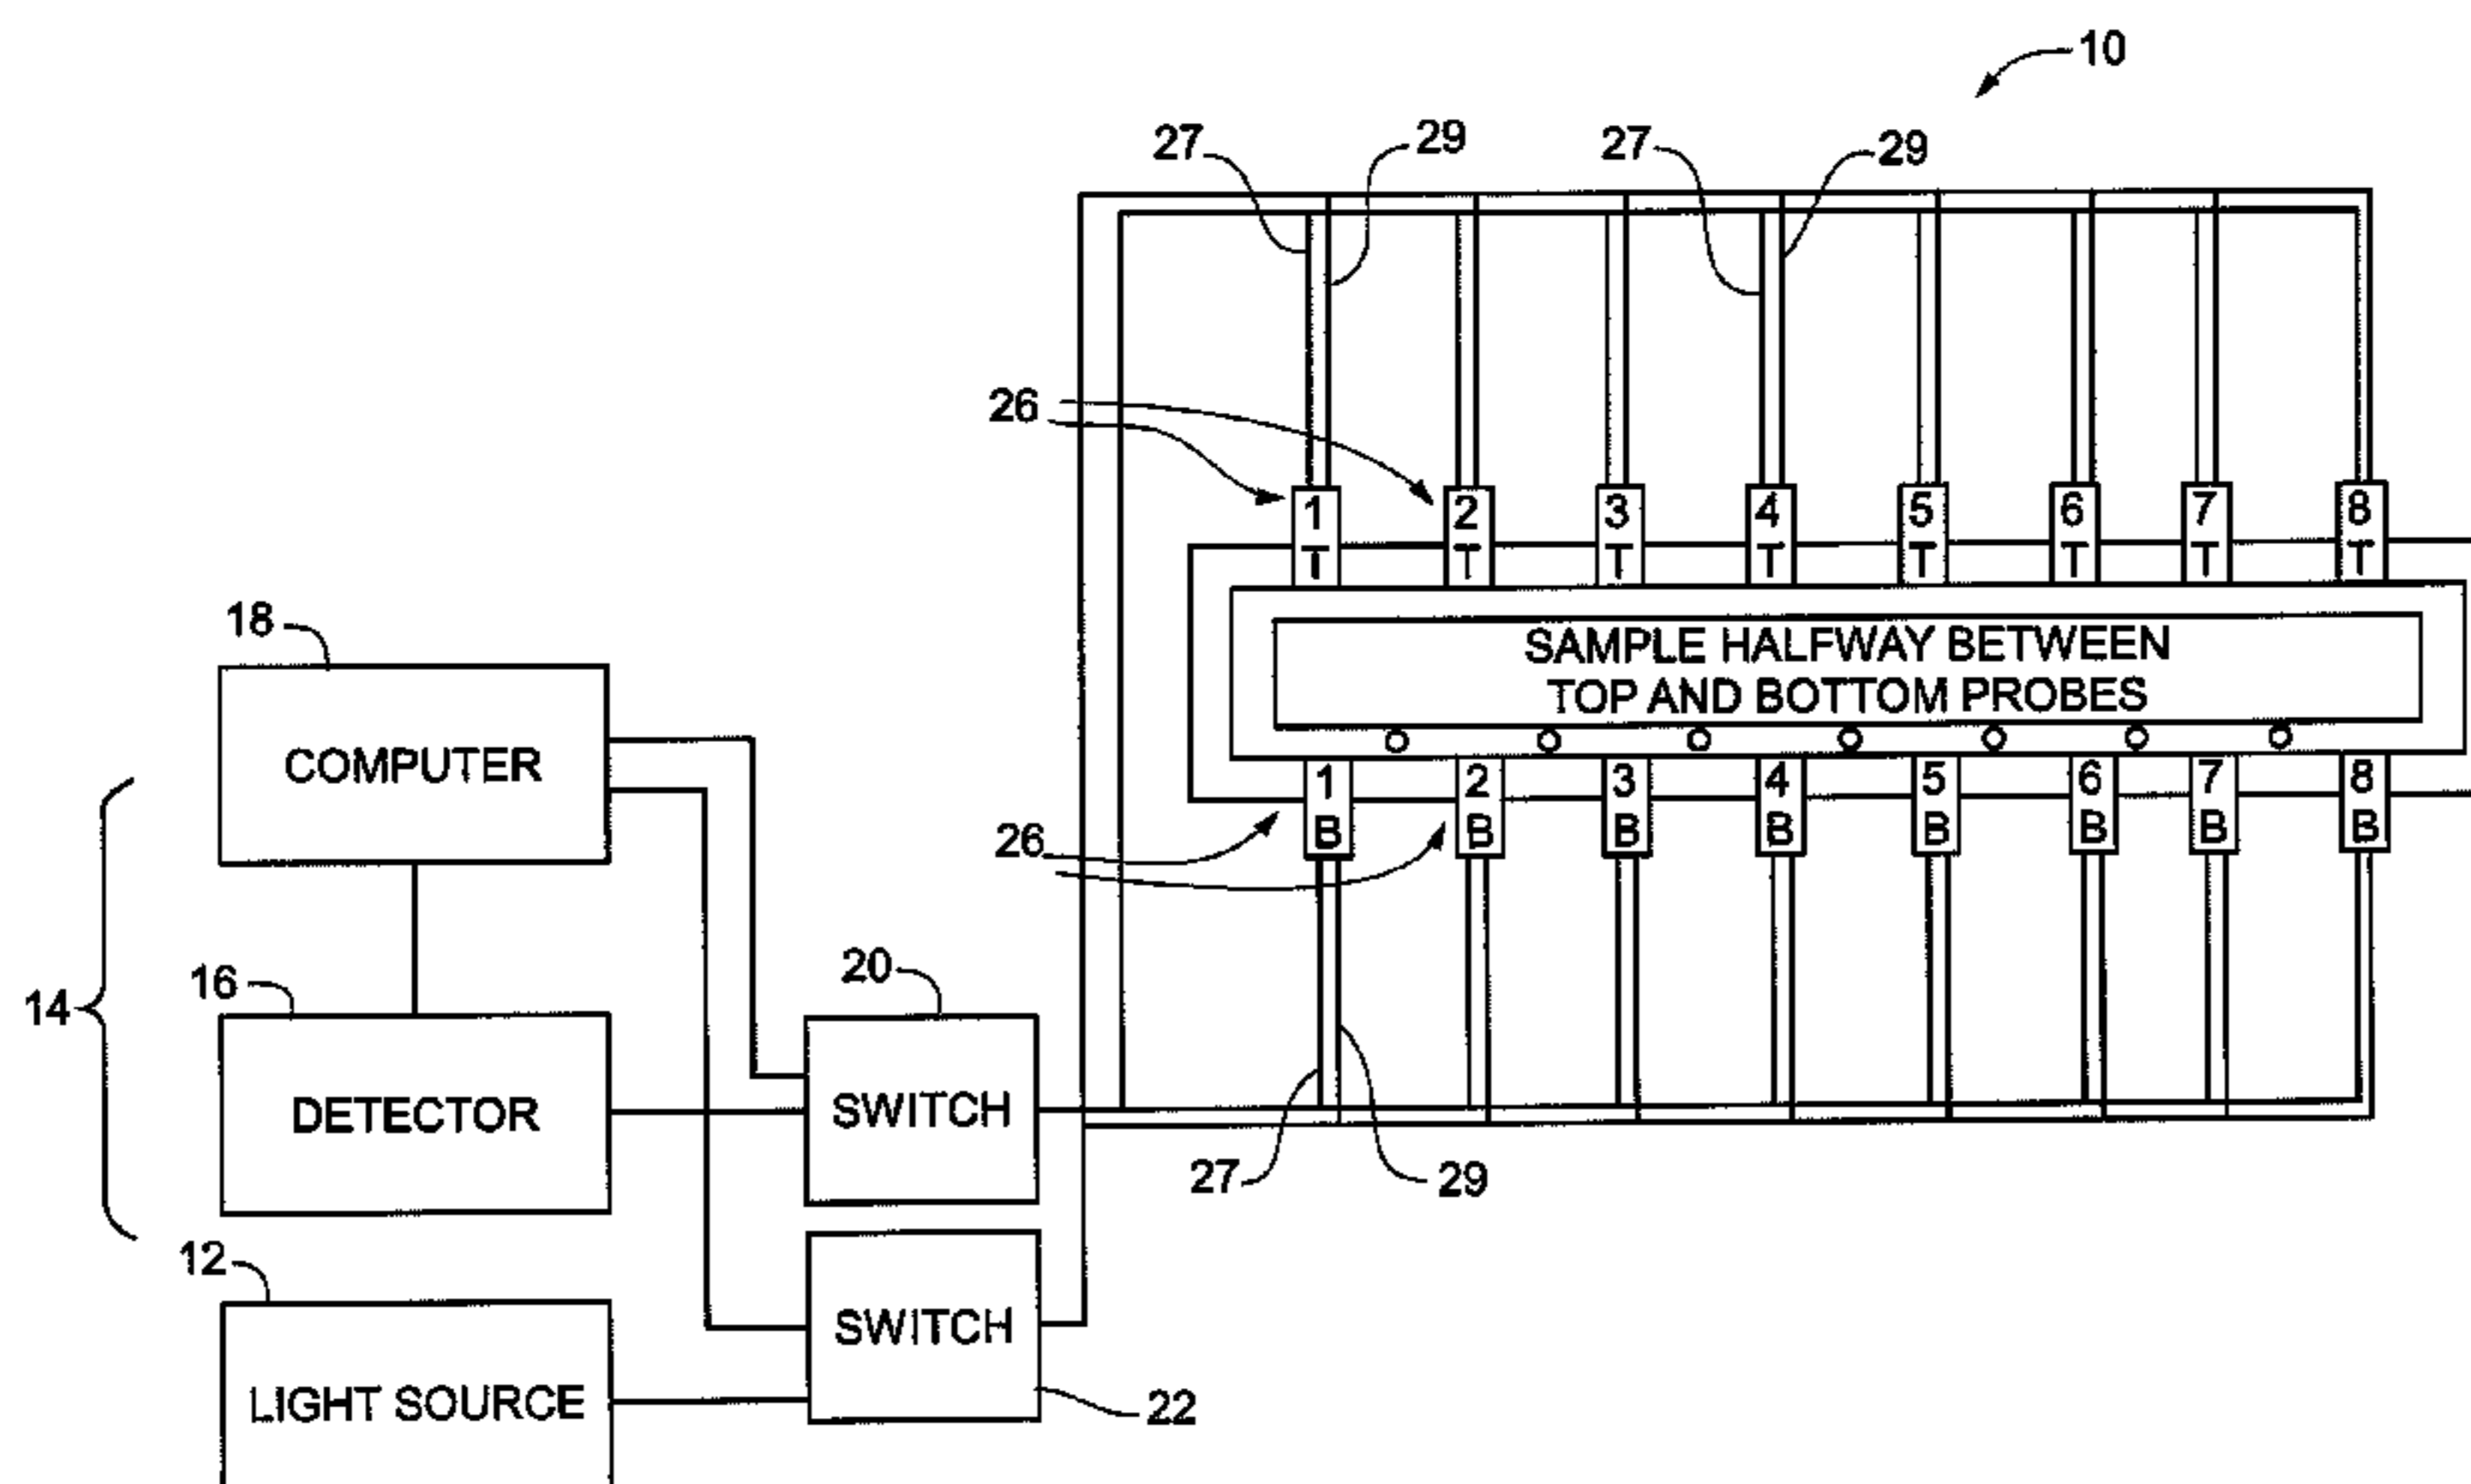 10
27
29
27
29
26
1 2 3 4 5 6 7 8
T T T T T T T T
SAMPLE HALFWAY BETWEEN
TOP AND BOTTOM PROBES
1 2 3 4 5 6 7 8
B B B B B B B B
26
18
COMPUTER
14
16
DETECTOR
20
SWITCH
27
29
12
LIGHT SOURCE
SWITCH
22